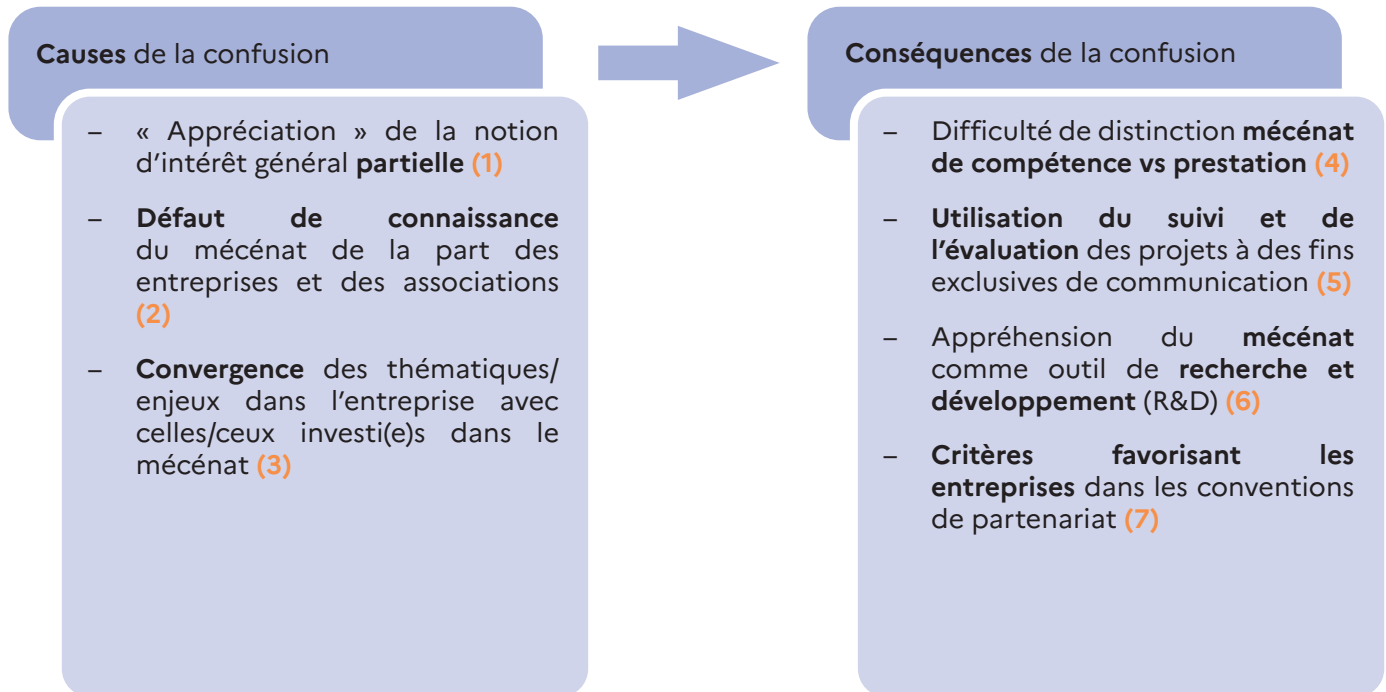 Causes de la confusion
– « Appréciation » de la notion
d’intérêt général partielle (1)
– Défaut de connaissance
du mécénat de la part des
entreprises et des associations
(2)
– Convergence des thématiques/
enjeux dans l’entreprise avec
celles/ceux investi(e)s dans le
mécénat (3)
Conséquences de la confusion
– Difficulté de distinction mécénat
de compétence vs prestation (4)
– Utilisation du suivi et de
l’évaluation des projets à des fins
exclusives de communication (5)
– Appréhension du mécénat
comme outil de recherche et
développement (R&D) (6)
– Critères favorisant les
entreprises dans les conventions
de partenariat (7)